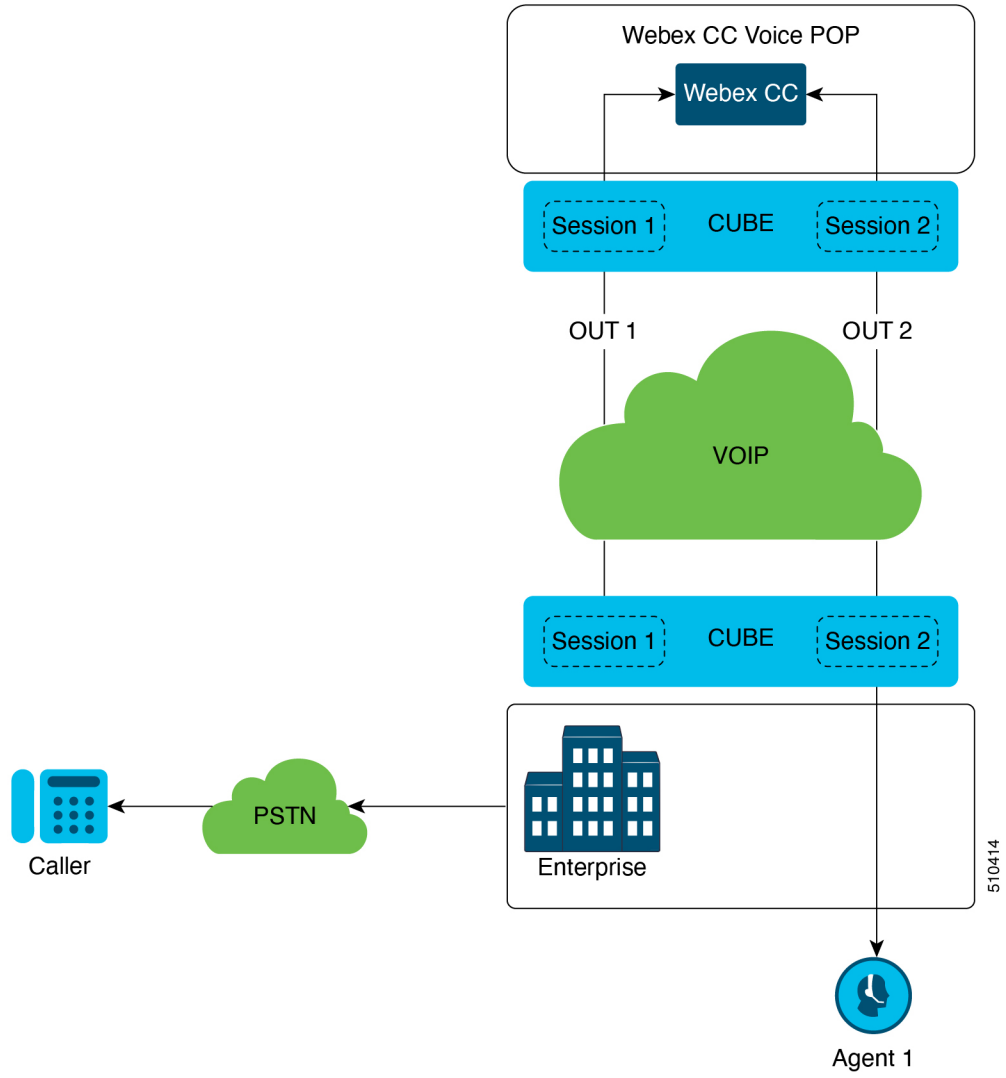 Webex CC Voice POP
Webex CC
Session 1
CUBE
Session 2
OUT 1
OUT 2
VOIP
Session 1
CUBE
Session 2
PSTN
Caller
Enterprise
510414
Agent 1